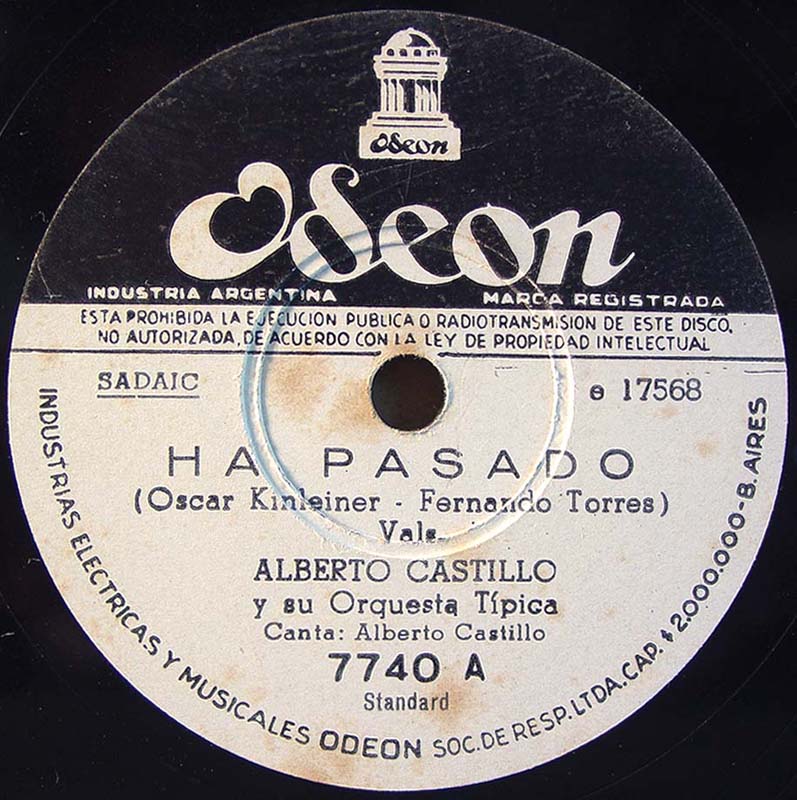 Odeon
Odeon
INDUSTRIA ARGENTINA MARCA REGISTRADA
ESTA PROHIBIDA LA EJECUCION PUBLICA O RADIOTRANSMISION DE ESTE DISCO,
NO AUTORIZADA, DE ACUERDO CON LA LEY DE PROPIEDAD INTELECTUAL
SADAIC e 17568
HA PASADO
(Oscar Kinleiner - Fernando Torres)
Vals
ALBERTO CASTILLO
y su Orquesta Típica
Canta: Alberto Castillo
7740 A
Standard
INDUSTRIAS ELECTRICAS Y MUSICALES ODEON SOC. DE RESP. LTDA. CAP. $ 2.000.000-B. AIRES